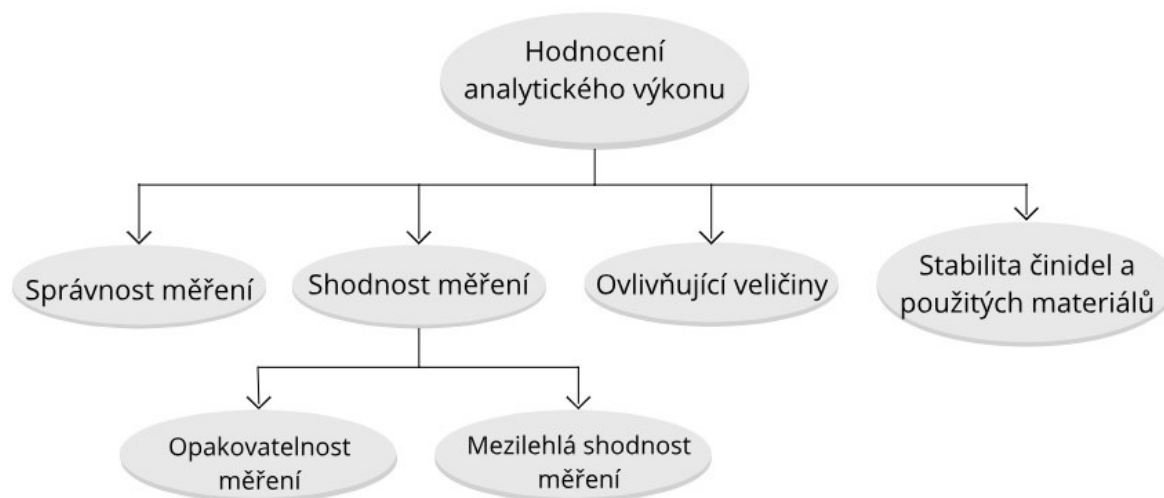 Hodnocení
analytického výkonu
Správnost měření
Shodnost měření
Ovlivňující veličiny
Stabilita činidel a
použitých materiálů
Opakovatelnost
měření
Mezilehlá shodnost
měření